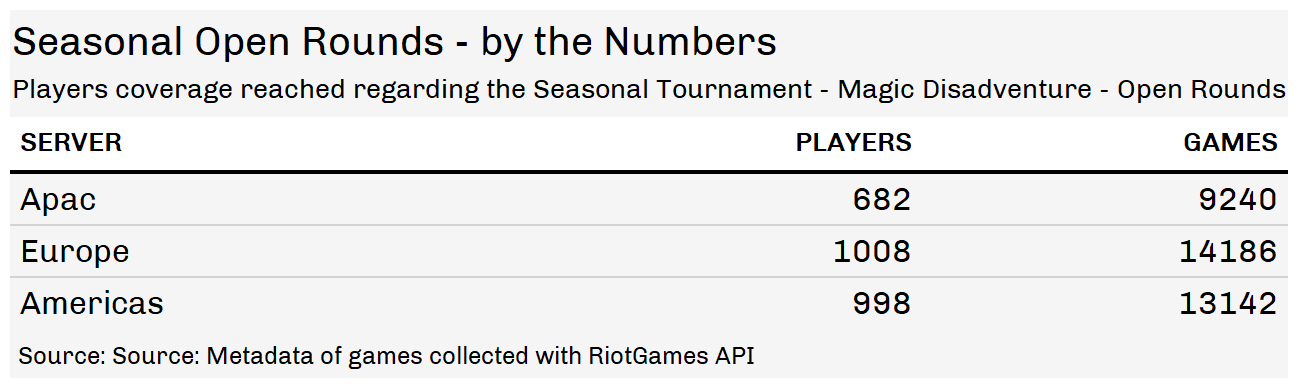 Seasonal Open Rounds - by the Numbers
Players coverage reached regarding the Seasonal Tournament - Magic Disadventure - Open Rounds
SERVER PLAYERS GAMES
Apac 682 9240
Europe 1008 14186
Americas 998 13142
Source: Source: Metadata of games collected with RiotGames API